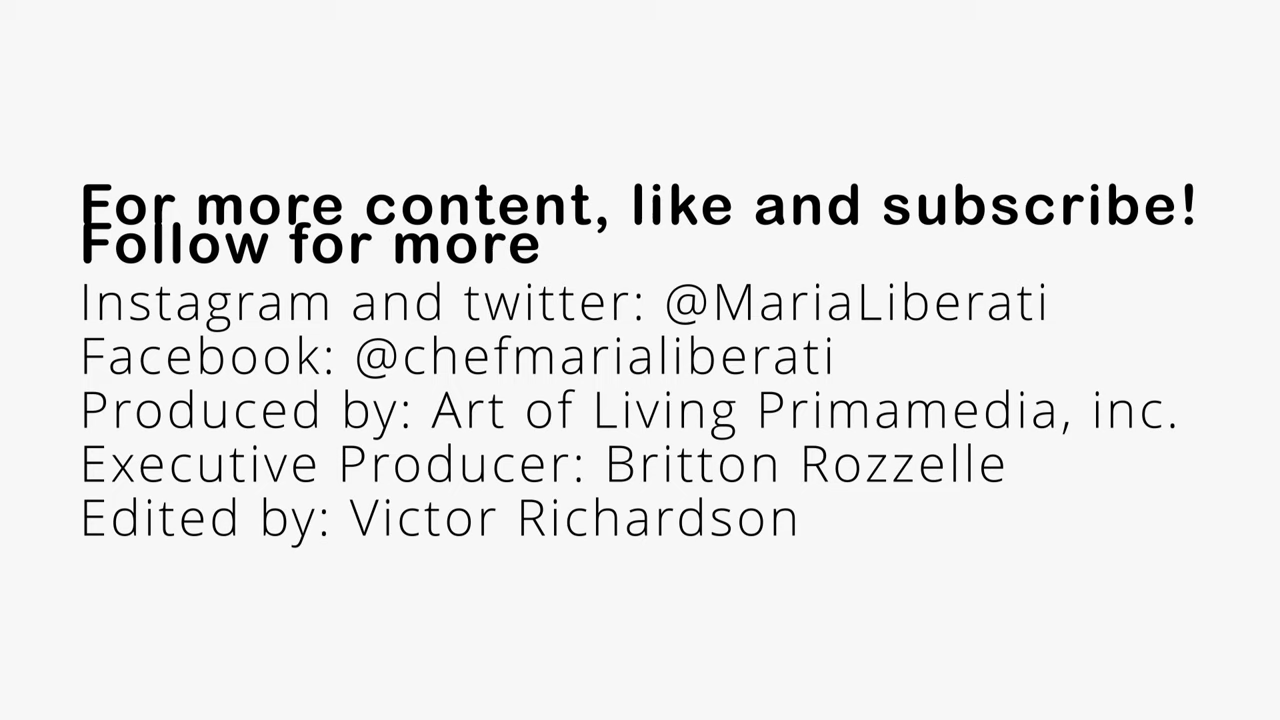 For more content, like and subscribe!
Follow for more
Instagram and twitter: @MariaLiberati
Facebook: @chefmarialiberati
Produced by: Art of Living Primamedia, inc.
Executive Producer: Britton Rozzelle
Edited by: Victor Richardson